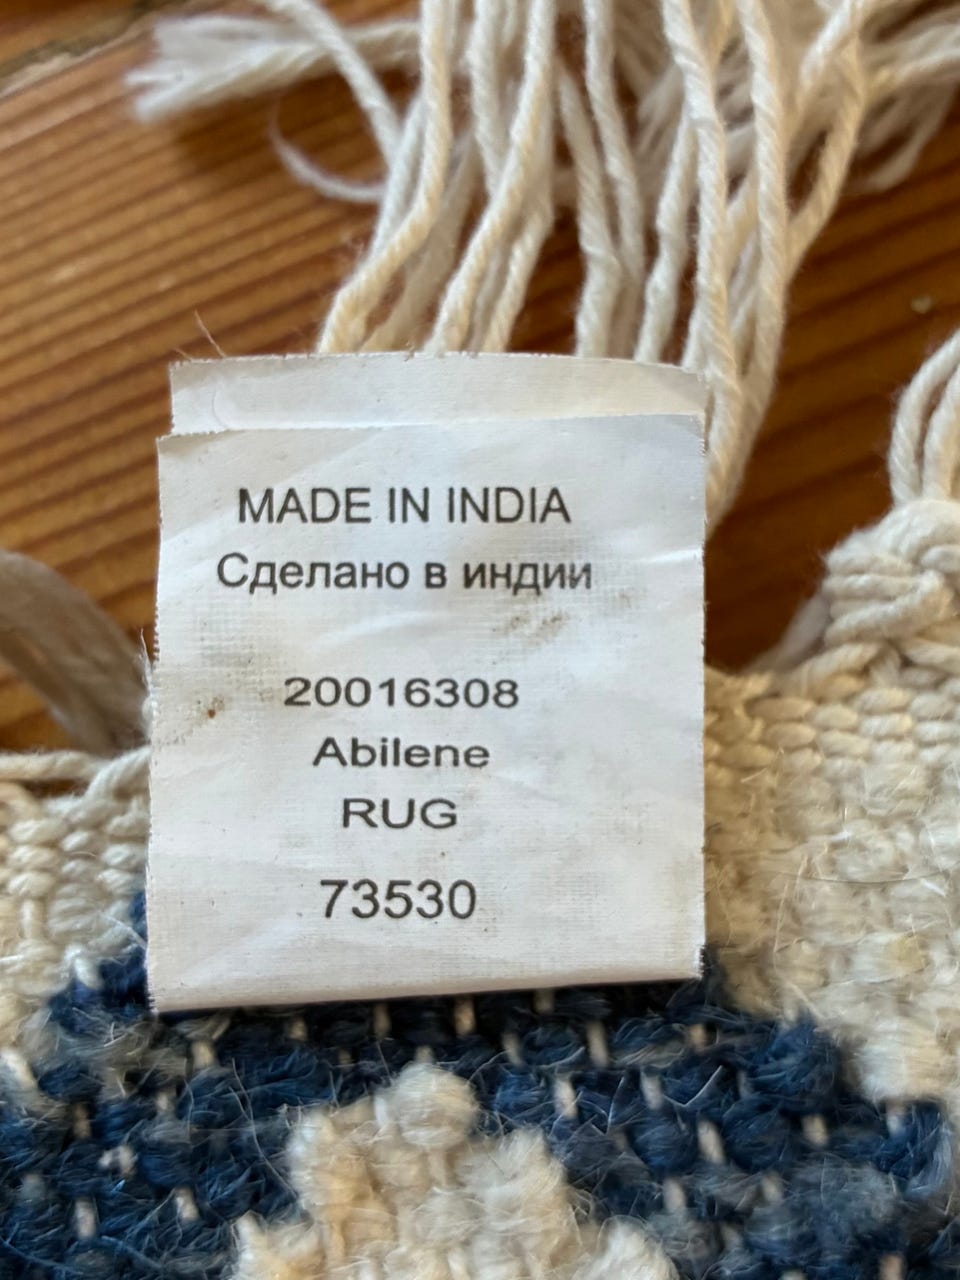 MADE IN INDIA
Сделано в индии
20016308
Abilene
RUG
73530